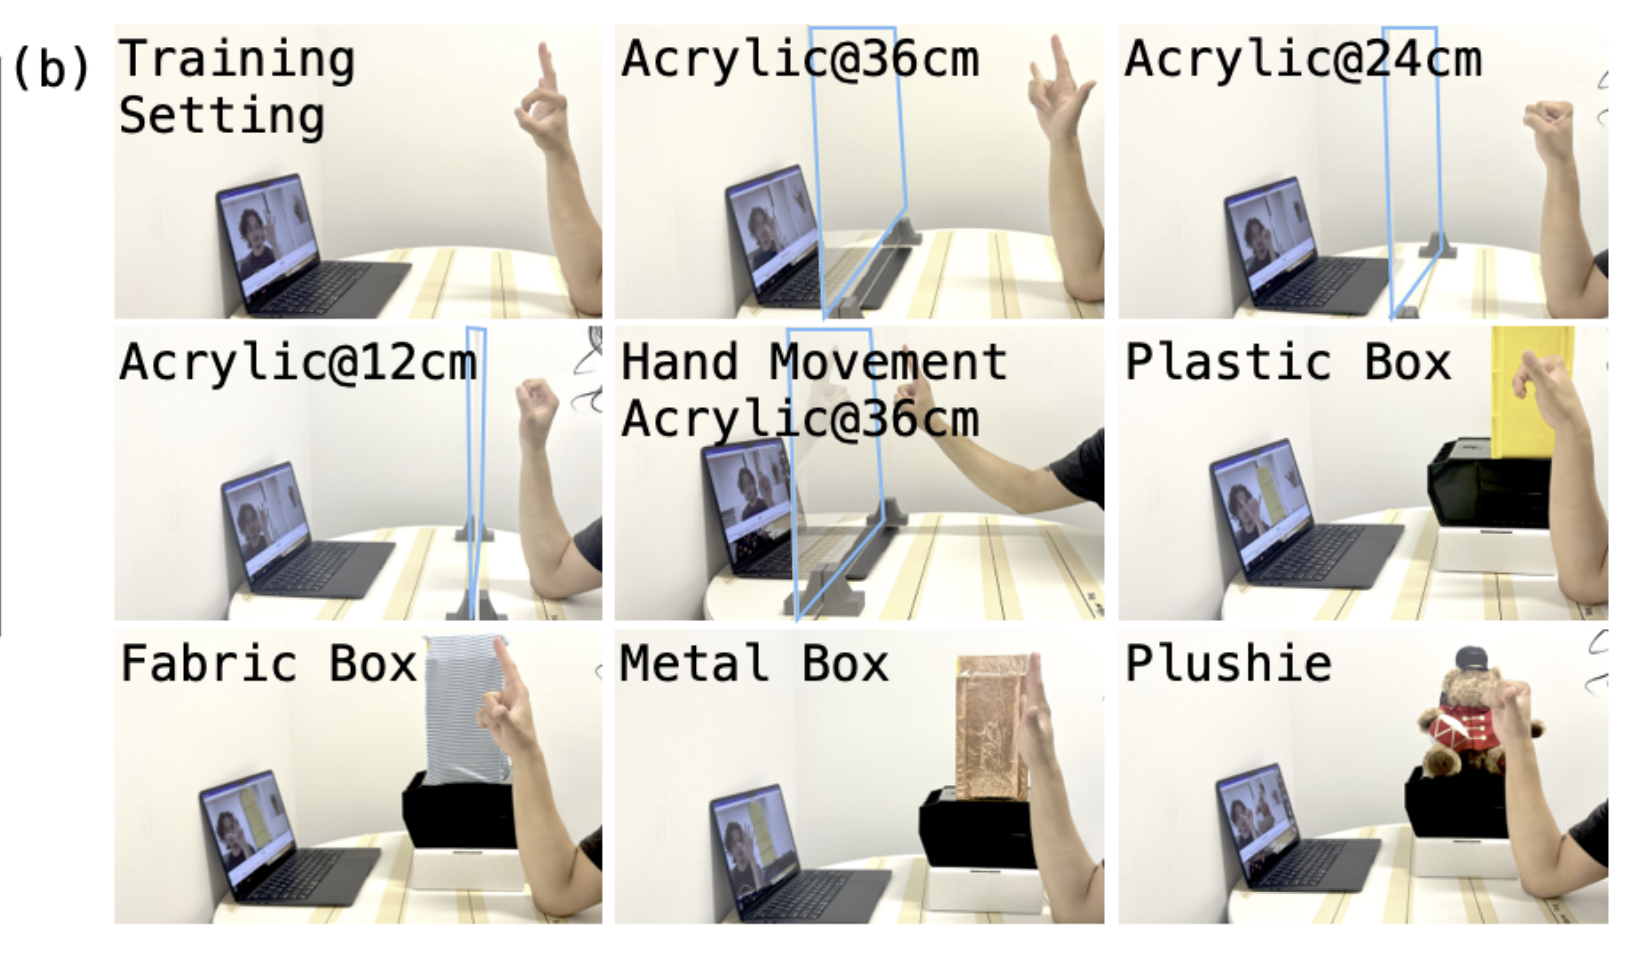 (b)
Training
Setting
Acrylic@36cm
Acrylic@24cm
Acrylic@12cm
Hand Movement
Acrylic@36cm
Plastic Box
Fabric Box
Metal Box
Plushie